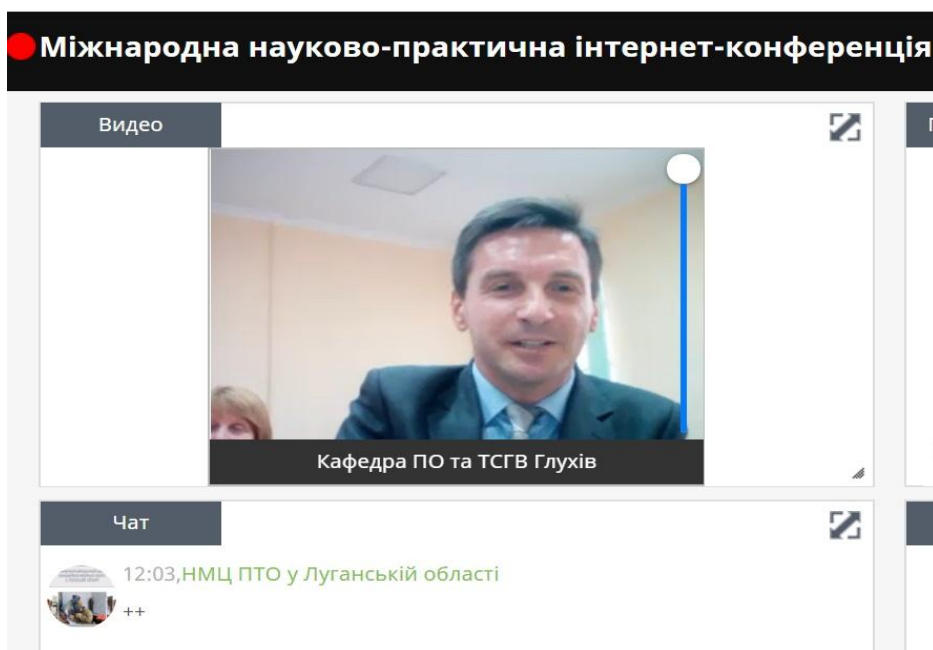 Міжнародна науково-практична інтернет-конференція
Видео
Кафедра ПО та ТСГВ Глухів
Чат
12:03,НМЦ ПТО у Луганській області
++